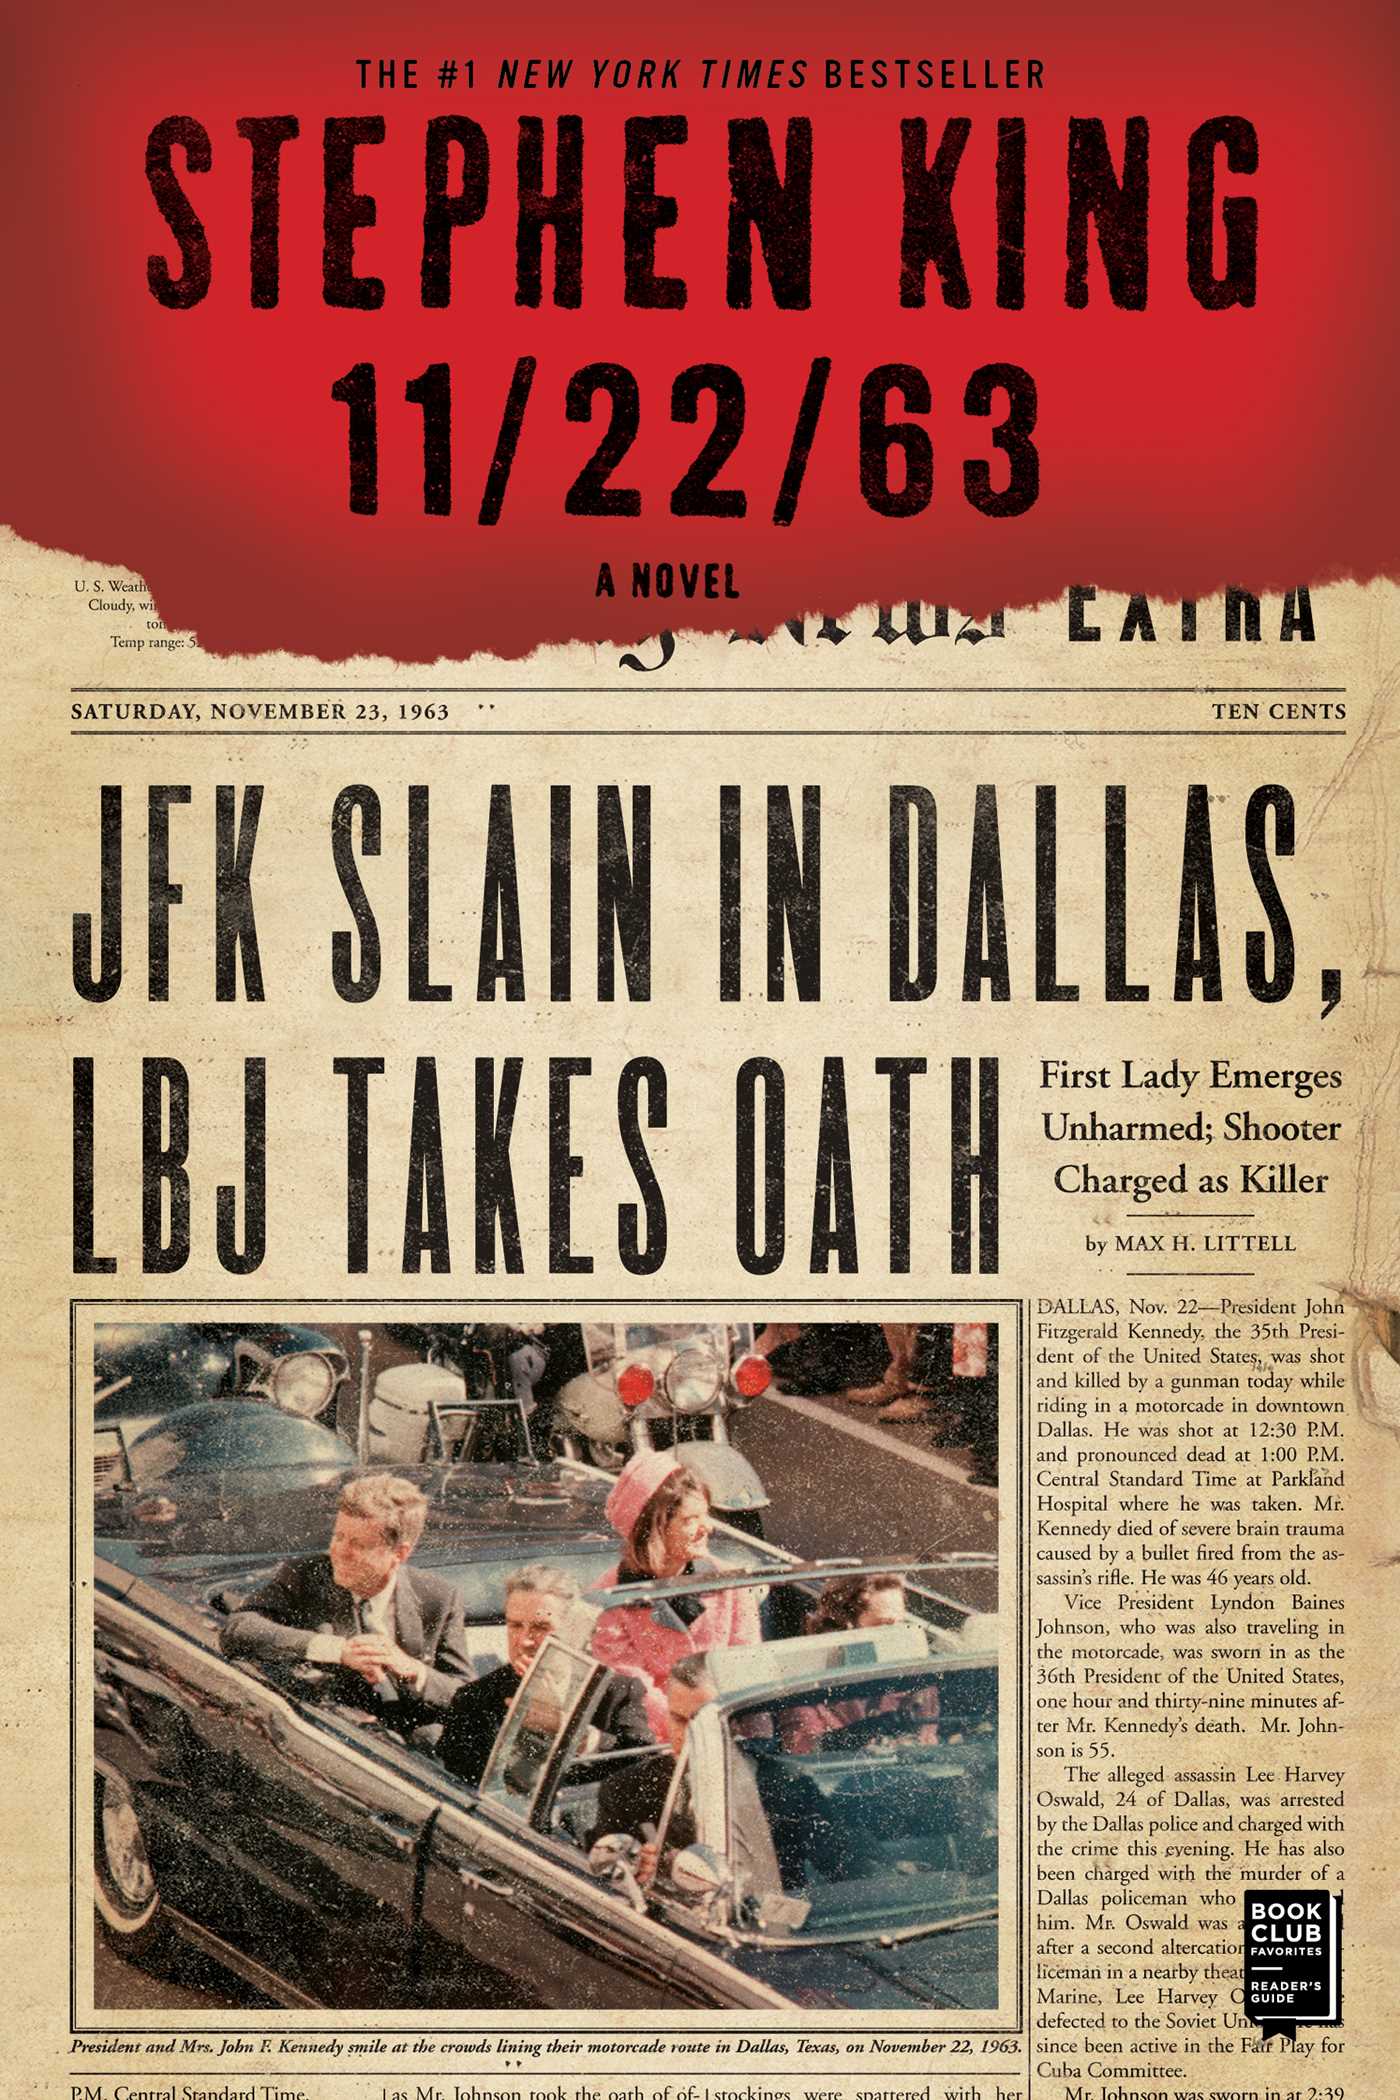 THE #1 NEW YORK TIMES BESTSELLER
STEPHEN KING
11/22/63
A NOVEL
U. S. Weath
Cloudy, wi
Temp range: 5
News EXTRA
SATURDAY, NOVEMBER 23, 1963
TEN CENTS
JFK SLAIN IN DALLAS,
LBJ TAKES OATH
First Lady Emerges
Unharmed; Shooter
Charged as Killer
by MAX H. LITTELL
DALLAS, Nov. 22—President John
Fitzgerald Kennedy, the 35th Presi-
dent of the United States, was shot
and killed by a gunman today while
riding in a motorcade in downtown
Dallas. He was shot at 12:30 P.M.
and pronounced dead at 1:00 P.M.
Central Standard Time at Parkland
Hospital where he was taken. Mr.
Kennedy died of severe brain trauma
caused by a bullet fired from the as-
sassin's rifle. He was 46 years old.
Vice President Lyndon Baines
Johnson, who was also traveling in
the motorcade, was sworn in as the
36th President of the United States,
one hour and thirty-nine minutes af-
ter Mr. Kennedy's death. Mr. John-
son is 55.
The alleged assassin Lee Harvey
Oswald, 24 of Dallas, was arrested
by the Dallas police and charged with
the crime this evening. He has also
been charged with the murder of a
Dallas policeman who
him. Mr. Oswald was
after a second altercation
liceman in a nearby
Marine, Lee Harvey
defected to the Soviet
since been active in the Fair Play for
Cuba Committee.
Mr. Johnson was sworn in at 2:39
BOOK
CLUB
FAVORITES
READER'S
GUIDE
President and Mrs. John F. Kennedy smile at the crowds lining their motorcade route in Dallas, Texas, on November 22, 1963.
P.M. Central Standard Time,
as Mr. Johnson took the oath of of-
stockings were spattered with her